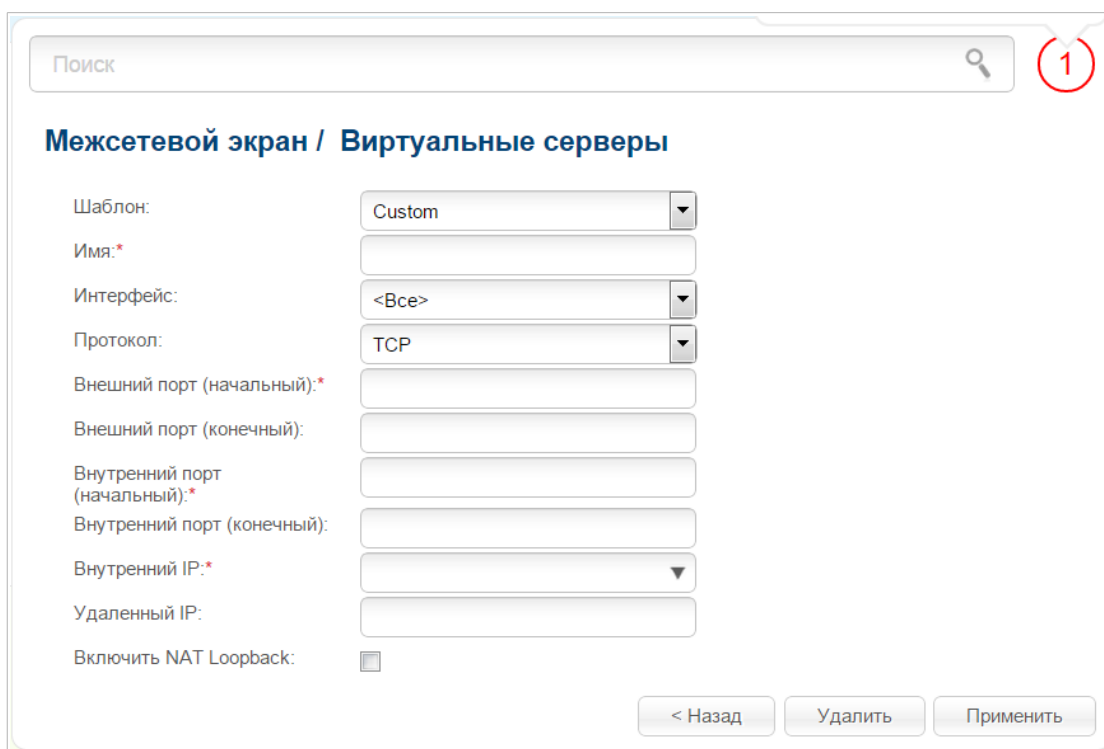 Поиск
1
Межсетевой экран / Виртуальные серверы
Шаблон:
Custom
Имя:*
Интерфейс:
<Все>
Протокол:
TCP
Внешний порт (начальный):*
Внешний порт (конечный):
Внутренний порт
(начальный):*
Внутренний порт (конечный):
Внутренний IP:*
Удаленный IP:
Включить NAT Loopback:
< Назад
Удалить
Применить